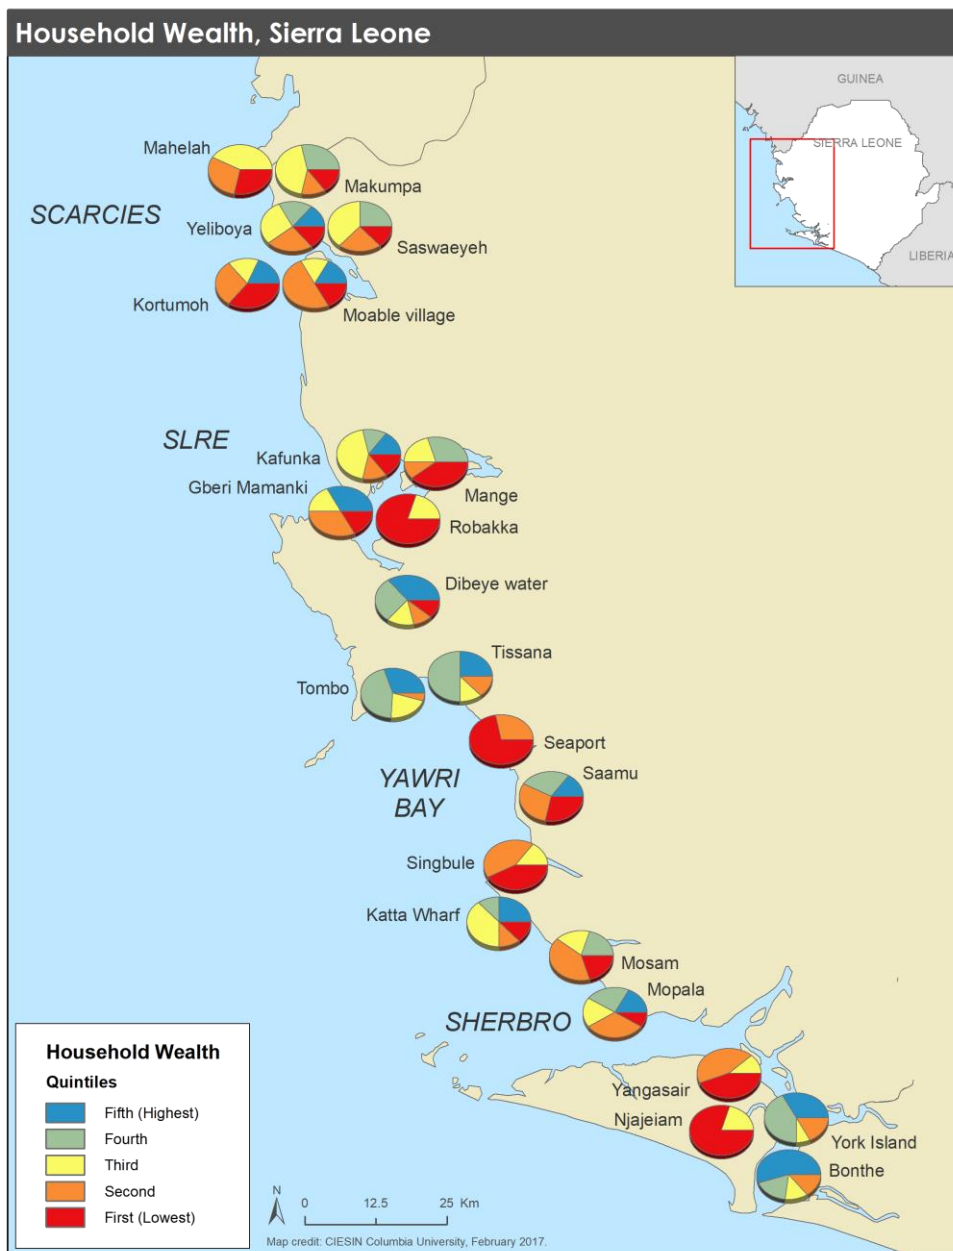 Household Wealth, Sierra Leone
GUINEA
SIERRA LEONE
LIBERIA
Mahelah
Makumpa
SCARCIES
Yeliboya
Saswaeyeh
Kortumoh
Moable village
SLRE
Kafunka
Gberi Mamanki
Mange
Robakka
Dibeye water
Tissana
Tombo
Seaport
YAWRI
BAY
Saamu
Singbule
Katta Wharf
Mosam
Mopala
SHERBRO
Yangasair
Njajeiam
York Island
Bonthe
Household Wealth
Quintiles
Fifth (Highest)
Fourth
Third
Second
First (Lowest)
N
0 12.5 25 Km
Map credit: CIESIN Columbia University, February 2017.